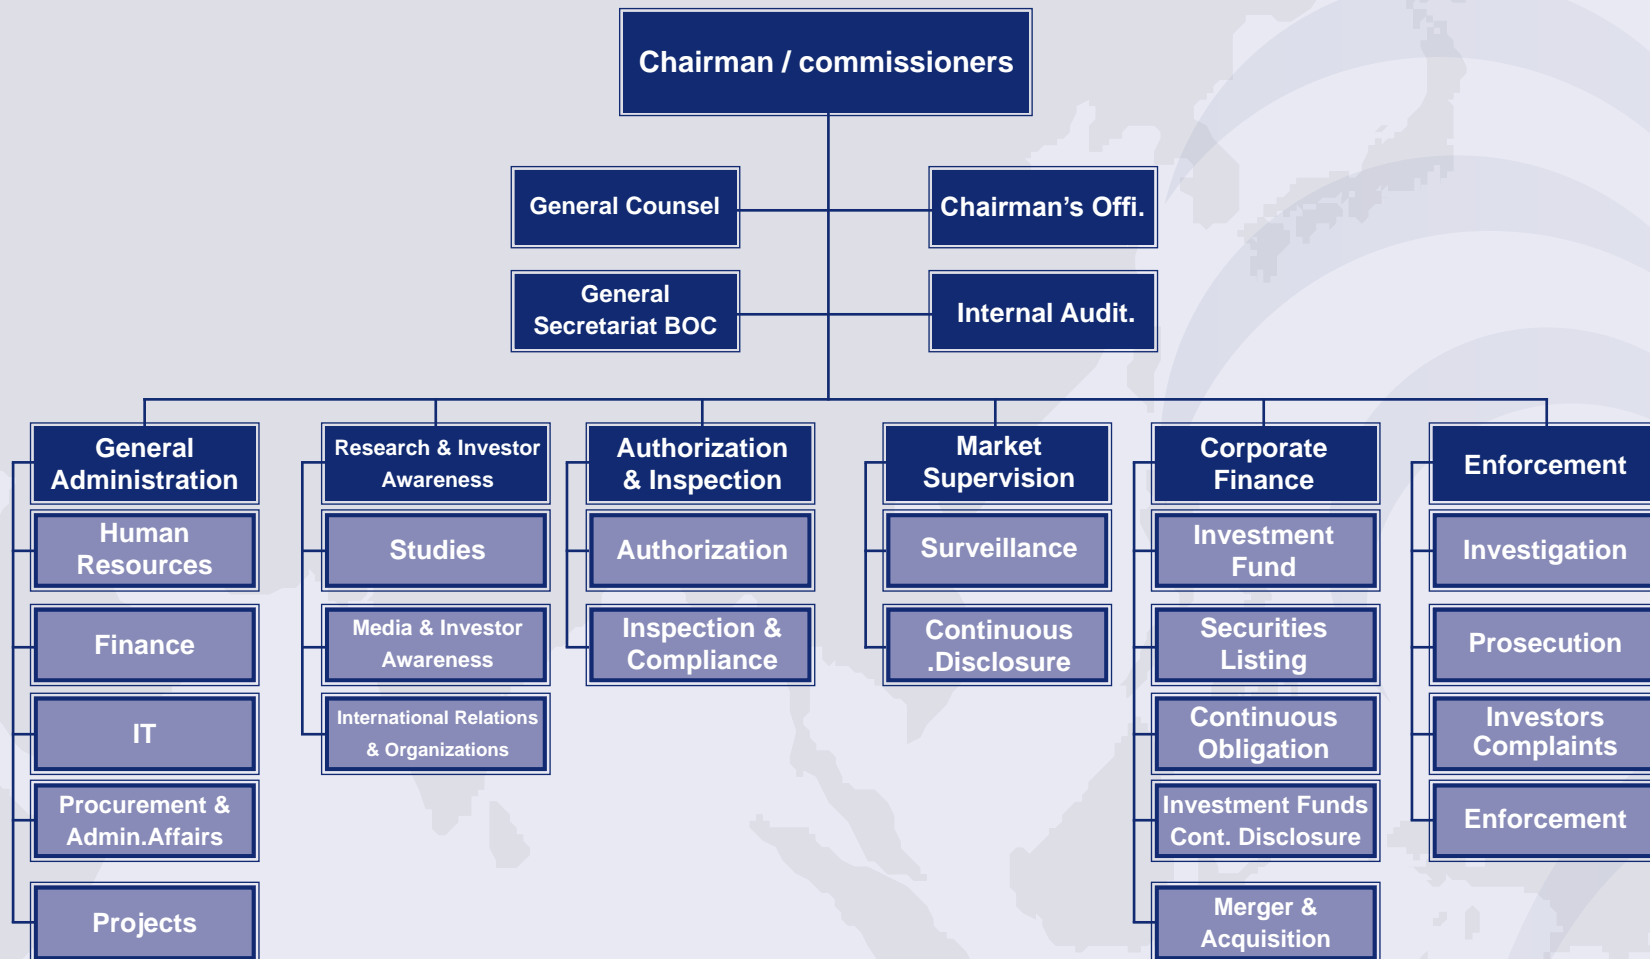 Chairman / commissioners
General Counsel
Chairman’s Offi.
General
Secretariat BOC
Internal Audit.
General
Administration
Research & Investor
Awareness
Authorization
& Inspection
Market
Supervision
Corporate
Finance
Enforcement
Human
Resources
Studies
Authorization
Surveillance
Investment
Fund
Investigation
Finance
Media & Investor
Awareness
Inspection &
Compliance
Continuous
.Disclosure
Securities
Listing
Prosecution
IT
International Relations
& Organizations
Continuous
Obligation
Investors
Complaints
Procurement &
Admin.Affairs
Investment Funds
Cont. Disclosure
Enforcement
Projects
Merger &
Acquisition